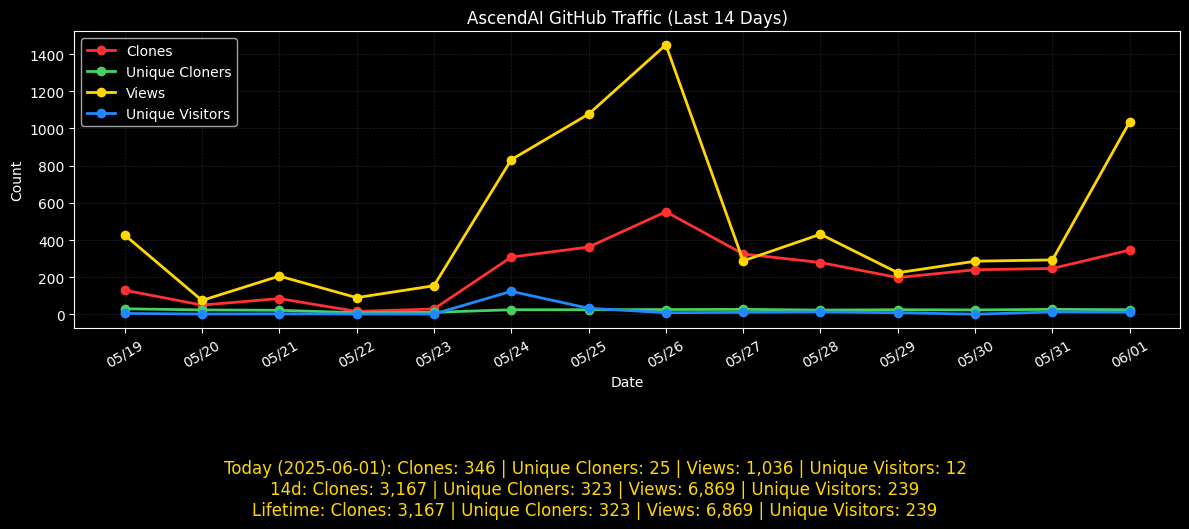 AscendAI GitHub Traffic (Last 14 Days)
Clones
Unique Cloners
Views
Unique Visitors
Count
1400
1200
1000
800
600
400
200
0
05/19
05/20
05/21
05/22
05/23
05/24
05/25
05/26
05/27
05/28
05/29
05/30
05/31
06/01
Date
Today (2025-06-01): Clones: 346 | Unique Cloners: 25 | Views: 1,036 | Unique Visitors: 12
14d: Clones: 3,167 | Unique Cloners: 323 | Views: 6,869 | Unique Visitors: 239
Lifetime: Clones: 3,167 | Unique Cloners: 323 | Views: 6,869 | Unique Visitors: 239